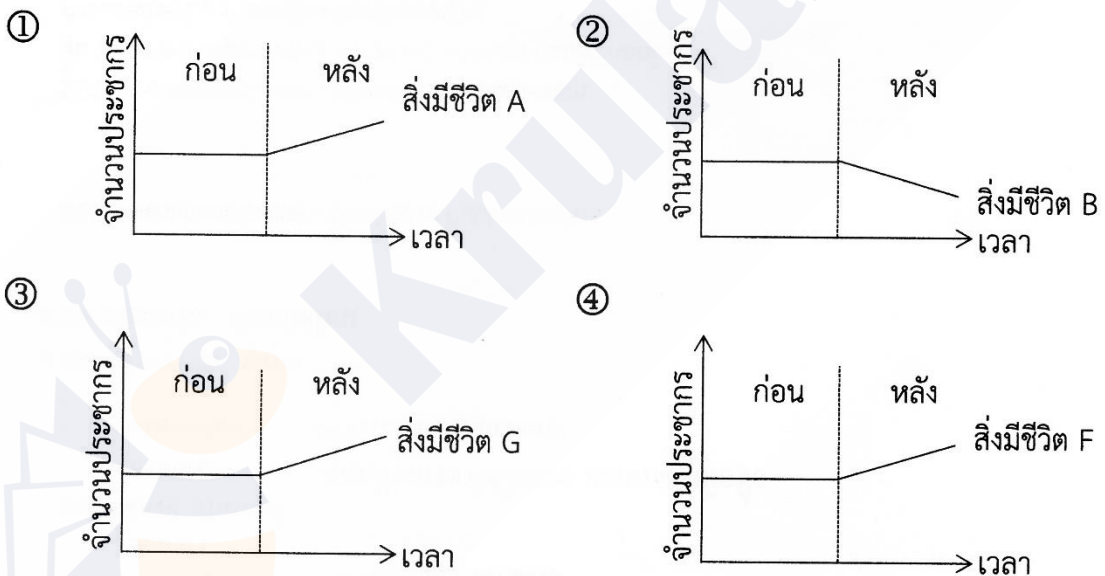 ①
จำนวนประชากร
ก่อน
หลัง
สิ่งมีชีวิต A
เวลา
②
จำนวนประชากร
ก่อน
หลัง
สิ่งมีชีวิต B
เวลา
③
จำนวนประชากร
ก่อน
หลัง
สิ่งมีชีวิต G
เวลา
④
จำนวนประชากร
ก่อน
หลัง
สิ่งมีชีวิต F
เวลา